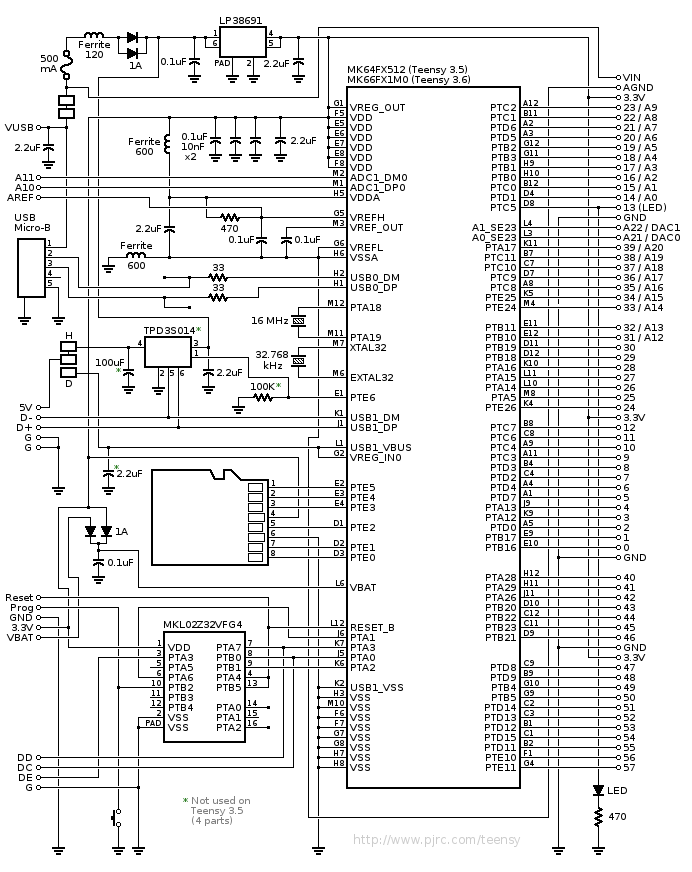 LP38691
Ferrite
120
500
mA
1A
0.1uF
1
6
4
5
PAD
2
2.2uF
MK64FX512 (Teensy 3.5)
MK66FX1M0 (Teensy 3.6)
VUSB
2.2uF
Ferrite
600
0.1uF
10nF
x2
2.2uF
A11
A10
AREF
USB
Micro-B
1
2
3
4
5
2.2uF
470
0.1uF
0.1uF
Ferrite
600
33
33
16 MHz
32.768
kHz
H
D
TPD3S014*
4
3
1
2
5
6
100uF
*
2.2uF
100K*
5V
D-
D+
G
G
*
2.2uF
1A
0.1uF
1
2
3
4
5
6
7
8
Reset
Prog
GND
3.3V
VBAT
MKL02Z32VFG4
1 VDD
3 PTA3
5 PTA5
6 PTA6
10 PTB2
11 PTB3
12 PTB4
2 VSS
PAD VSS
PTA7 7
PTB0 8
PTB1 9
PTA4 4
PTB5 13
PTA0 14
PTA1 15
PTA2 16
DD
DC
DE
G
* Not used on
Teensy 3.5
(4 parts)
G1 VREG_OUT
F5 VDD
E5 VDD
E6 VDD
E7 VDD
E8 VDD
F8 VDD
M2 ADC1_DM0
M1 ADC1_DP0
H5 VDDA
G5 VREFH
M3 VREF_OUT
G6 VREFL
H6 VSSA
H2 USB0_DM
H1 USB0_DP
M12 PTA18
M11 PTA19
M7 XTAL32
M6 EXTAL32
E1 PTE6
K1 USB1_DM
J1 USB1_DP
L1 USB1_VBUS
G2 VREG_IN0
E2 PTE5
E3 PTE4
E4 PTE3
D1 PTE2
D2 PTE1
D3 PTE0
L6 VBAT
L12 RESET_B
J6 PTA1
K7 PTA3
J5 PTA0
K6 PTA2
K2 USB1_VSS
H3 VSS
M10 VSS
F6 VSS
F7 VSS
G7 VSS
G8 VSS
H7 VSS
H8 VSS
VIN
AGND
3.3V
PTC2 A12 23 / A9
PTC1 B11 22 / A8
PTD6 A2 21 / A7
PTD5 A3 20 / A6
PTB2 G12 19 / A5
PTB3 G11 18 / A4
PTB1 H9 17 / A3
PTB0 H10 16 / A2
PTC0 B12 15 / A1
PTD1 D4 14 / A0
PTC5 D8 13 (LED)
GND
A1_SE23 L4 A22 / DAC1
A0_SE23 L3 A21 / DAC0
PTA17 K11 39 / A20
PTC11 B7 38 / A19
PTC10 C7 37 / A18
PTC9 D7 36 / A17
PTC8 A8 35 / A16
PTE25 K5 34 / A15
PTE24 M4 33 / A14
PTB11 E11 32 / A13
PTB10 E12 31 / A12
PTB19 D11 30
PTB18 D12 29
PTA16 K10 28
PTA15 L11 27
PTA14 L10 26
PTA5 M8 25
PTE26 K4 24
3.3V
PTC7 B8 12
PTC6 C8 11
PTC4 A9 10
PTC3 A11 9
PTD3 B4 8
PTD2 C4 7
PTD4 A4 6
PTD7 A1 5
PTA13 J9 4
PTA12 K9 3
PTD0 A5 2
PTB17 E9 1
PTB16 E10 0
GND
PTA28 H12 40
PTA29 H11 41
PTA26 J11 42
PTB20 D10 43
PTB22 C12 44
PTB23 C11 45
PTB21 D9 46
GND
3.3V
PTD8 C9 47
PTD9 B9 48
PTB4 G10 49
PTB5 G9 50
PTD14 C2 51
PTD13 C3 52
PTD12 B1 53
PTD15 C1 54
PTD11 B2 55
PTE10 F1 56
PTE11 G4 57
LED
470
http://www.pjrc.com/teensy